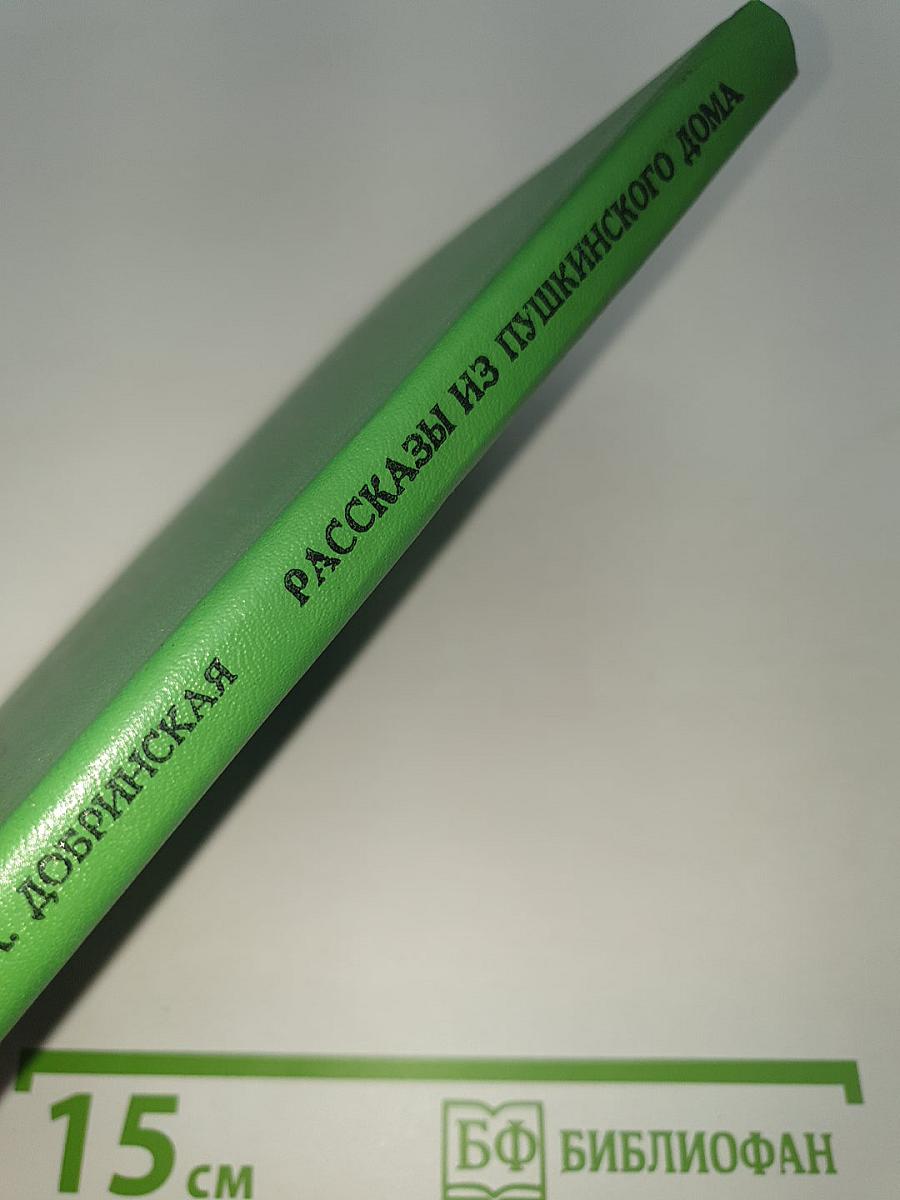 ДОБРИНСКАЯ РАССКАЗЫ ИЗ ПУШКИНСКОГО ДОМА
15 см
БФ БИБЛИОФАН